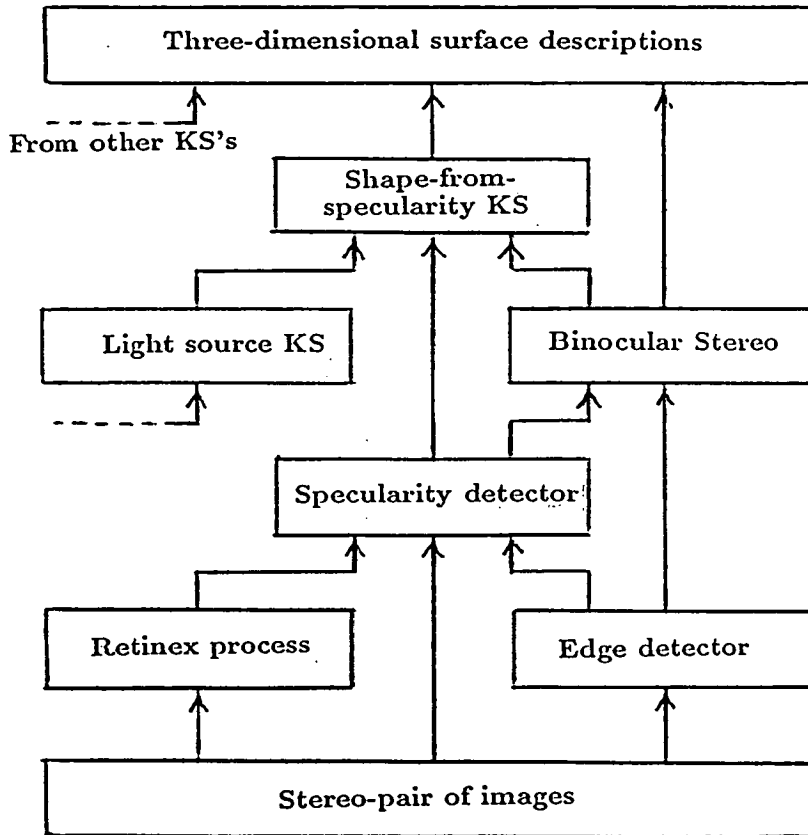 Three-dimensional surface descriptions
From other KS's
Shape-from-
specularity KS
Light source KS
Binocular Stereo
Specularity detector
Retinex process
Edge detector
Stereo-pair of images